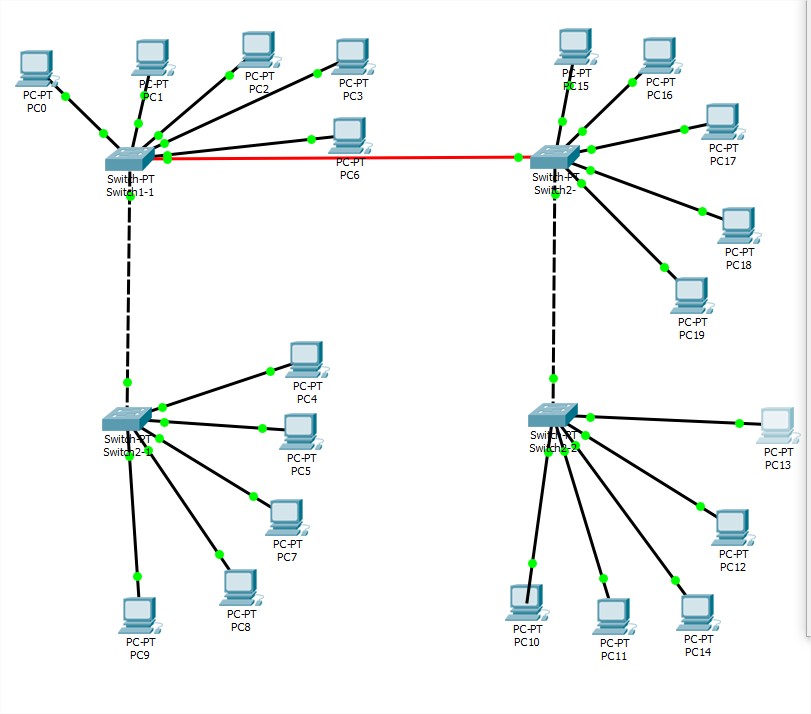 PC-PT
PC0
PC-PT
PC1
PC-PT
PC2
PC-PT
PC3
PC-PT
PC6
Switch-PT
Switch1-1
PC-PT
PC15
PC-PT
PC16
PC-PT
PC17
Switch-PT
Switch2-
PC-PT
PC18
PC-PT
PC19
PC-PT
PC4
PC-PT
PC5
Switch-PT
Switch2-1
PC-PT
PC7
PC-PT
PC8
PC-PT
PC9
Switch-PT
Switch2-2
PC-PT
PC13
PC-PT
PC12
PC-PT
PC10
PC-PT
PC11
PC-PT
PC14